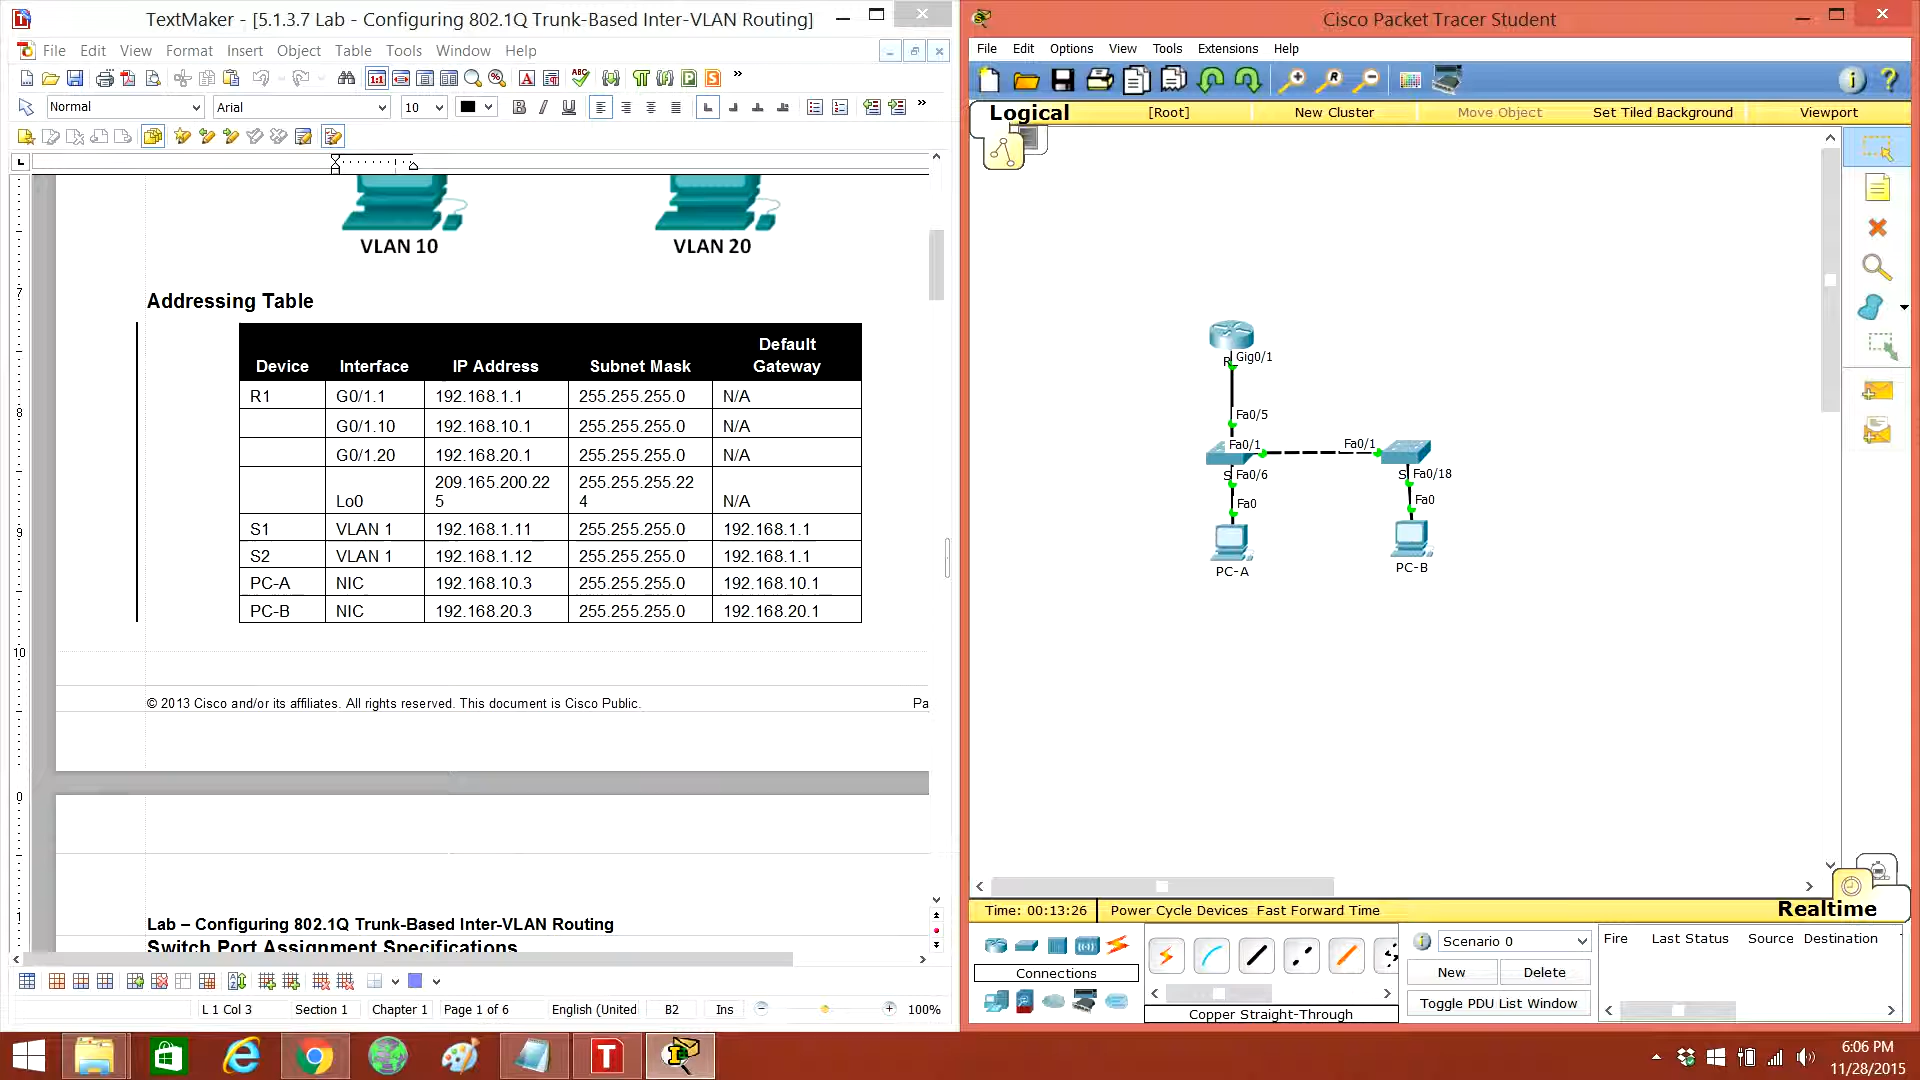 TextMaker - [5.1.3.7 Lab - Configuring 802.1Q Trunk-Based Inter-VLAN Routing]
File Edit View Format Insert Object Table Tools Window Help
Normal Arial 10
VLAN 10 VLAN 20
Addressing Table
Device Interface IP Address Subnet Mask Default Gateway
R1 G0/1.1 192.168.1.1 255.255.255.0 N/A
G0/1.10 192.168.10.1 255.255.255.0 N/A
G0/1.20 192.168.20.1 255.255.255.0 N/A
Lo0 209.165.200.225 255.255.255.224 N/A
S1 VLAN 1 192.168.1.11 255.255.255.0 192.168.1.1
S2 VLAN 1 192.168.1.12 255.255.255.0 192.168.1.1
PC-A NIC 192.168.10.3 255.255.255.0 192.168.10.1
PC-B NIC 192.168.20.3 255.255.255.0 192.168.20.1
© 2013 Cisco and/or its affiliates. All rights reserved. This document is Cisco Public. Pa
Lab – Configuring 802.1Q Trunk-Based Inter-VLAN Routing
Switch Port Assignment Specifications
7
8
9
10
0
1
L 1 Col 3 Section 1 Chapter 1 Page 1 of 6 English (United B2 Ins 100%
Cisco Packet Tracer Student
File Edit Options View Tools Extensions Help
Logical [Root] New Cluster Move Object Set Tiled Background Viewport
R Gig0/1
Fa0/5
Fa0/1 Fa0/1
S Fa0/6 S Fa0/18
Fa0 Fa0
PC-A PC-B
Time: 00:13:26 Power Cycle Devices Fast Forward Time Realtime
Connections
Copper Straight-Through
Scenario 0
New Delete
Toggle PDU List Window
Fire Last Status Source Destination
6:06 PM
11/28/2015